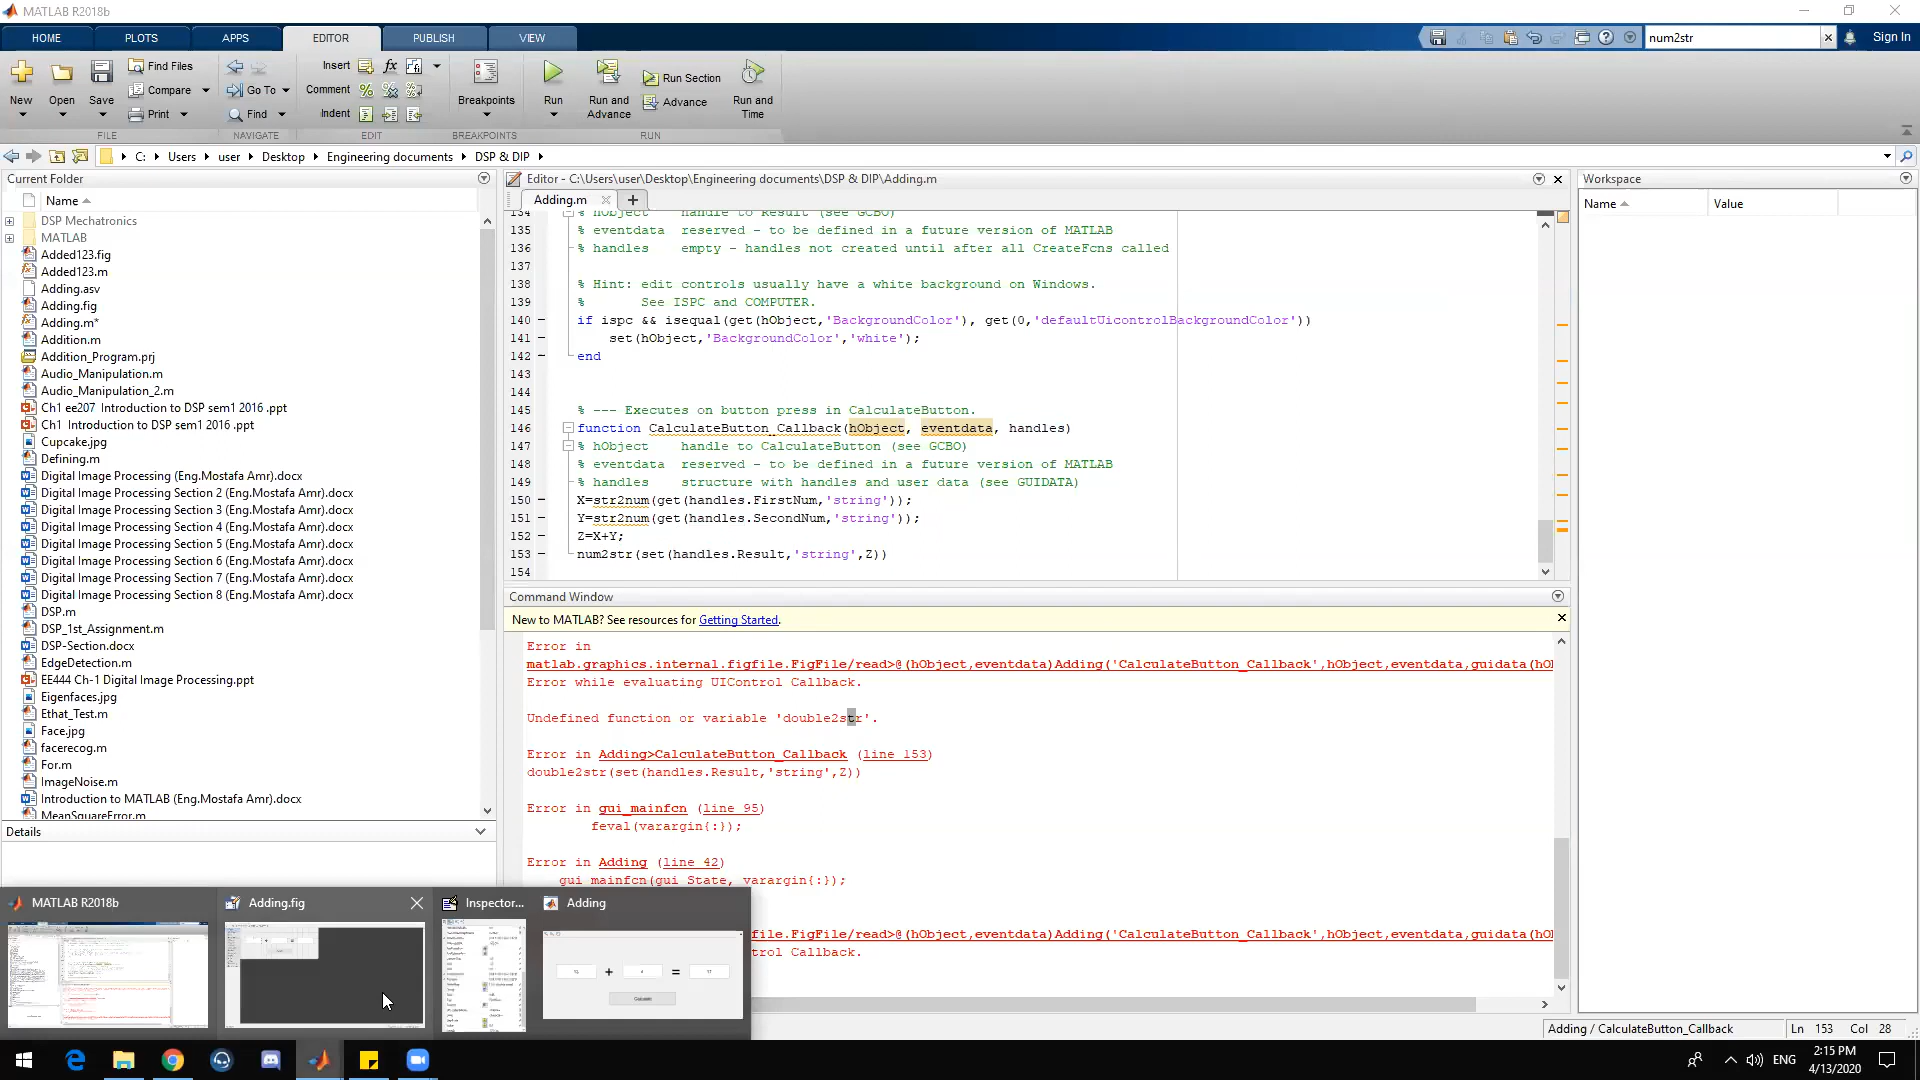 MATLAB R2018b
HOME
PLOTS
APPS
EDITOR
PUBLISH
VIEW
num2str
Sign In
New
Open
Save
Find Files
Compare
Print
Go To
Find
Insert
Comment
Indent
fx
Breakpoints
Run
Run and
Advance
Run Section
Advance
Run and
Time
FILE
NAVIGATE
EDIT
BREAKPOINTS
RUN
C:
Users
user
Desktop
Engineering documents
DSP & DIP
Current Folder
Name
DSP Mechatronics
MATLAB
Added123.fig
Added123.m
Adding.asv
Adding.fig
Adding.m*
Addition.m
Addition_Program.prj
Audio_Manipulation.m
Audio_Manipulation_2.m
Ch1 ee207  Introduction to DSP sem1 2016 .ppt
Ch1  Introduction to DSP sem1 2016 .ppt
Cupcake.jpg
Defining.m
Digital Image Processing (Eng.Mostafa Amr).docx
Digital Image Processing Section 2 (Eng.Mostafa Amr).docx
Digital Image Processing Section 3 (Eng.Mostafa Amr).docx
Digital Image Processing Section 4 (Eng.Mostafa Amr).docx
Digital Image Processing Section 5 (Eng.Mostafa Amr).docx
Digital Image Processing Section 6 (Eng.Mostafa Amr).docx
Digital Image Processing Section 7 (Eng.Mostafa Amr).docx
Digital Image Processing Section 8 (Eng.Mostafa Amr).docx
DSP.m
DSP_1st_Assignment.m
DSP-Section.docx
EdgeDetection.m
EE444 Ch-1 Digital Image Processing.ppt
Eigenfaces.jpg
Ethat_Test.m
Face.jpg
facerecog.m
For.m
ImageNoise.m
Introduction to MATLAB (Eng.Mostafa Amr).docx
MeanSquareError.m
Details
Editor - C:\Users\user\Desktop\Engineering documents\DSP & DIP\Adding.m
Adding.m
134 % hObject    handle to Result (see GCBO)
135 % eventdata  reserved - to be defined in a future version of MATLAB
136 % handles    empty - handles not created until after all CreateFcns called
137
138 % Hint: edit controls usually have a white background on Windows.
139 %       See ISPC and COMPUTER.
140 if ispc && isequal(get(hObject,'BackgroundColor'), get(0,'defaultUicontrolBackgroundColor'))
141     set(hObject,'BackgroundColor','white');
142 end
143
144
145 % --- Executes on button press in CalculateButton.
146 function CalculateButton_Callback(hObject, eventdata, handles)
147 % hObject    handle to CalculateButton (see GCBO)
148 % eventdata  reserved - to be defined in a future version of MATLAB
149 % handles    structure with handles and user data (see GUIDATA)
150 X=str2num(get(handles.FirstNum,'string'));
151 Y=str2num(get(handles.SecondNum,'string'));
152 Z=X+Y;
153 num2str(set(handles.Result,'string',Z))
154
Command Window
New to MATLAB? See resources for Getting Started.
Error in
matlab.graphics.internal.figfile.FigFile/read>@(hObject,eventdata)Adding('CalculateButton_Callback',hObject,eventdata,guidata(hO
Error while evaluating UIControl Callback.
Undefined function or variable 'double2str'.
Error in Adding>CalculateButton_Callback (line 153)
double2str(set(handles.Result,'string',Z))
Error in gui_mainfcn (line 95)
feval(varargin{:});
Error in Adding (line 42)
gui_mainfcn(gui_State, varargin{:});
.FigFile/read>@(hObject,eventdata)Adding('CalculateButton_Callback',hObject,eventdata,guidata(hO
trol Callback.
Workspace
Name
Value
MATLAB R2018b
Adding.fig
Inspector...
Adding
+
=
Calculate
Adding / CalculateButton_Callback
Ln 153 Col 28
ENG
2:15 PM
4/13/2020